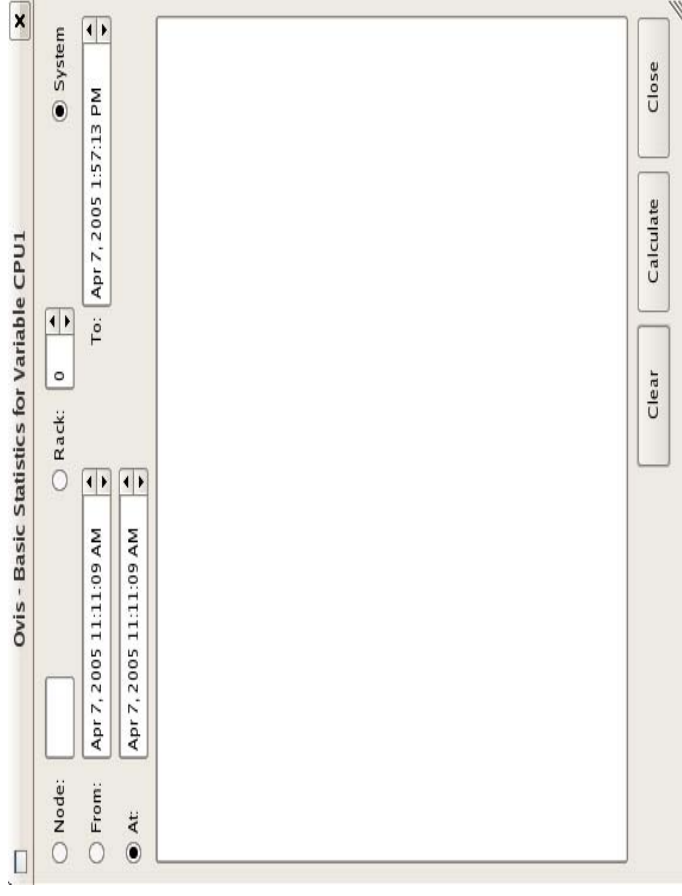 Ovis - Basic Statistics for Variable CPU1
Node: Rack: 0 System
From: Apr 7, 2005 11:11:09 AM To: Apr 7, 2005 1:57:13 PM
At: Apr 7, 2005 11:11:09 AM
Clear Calculate Close